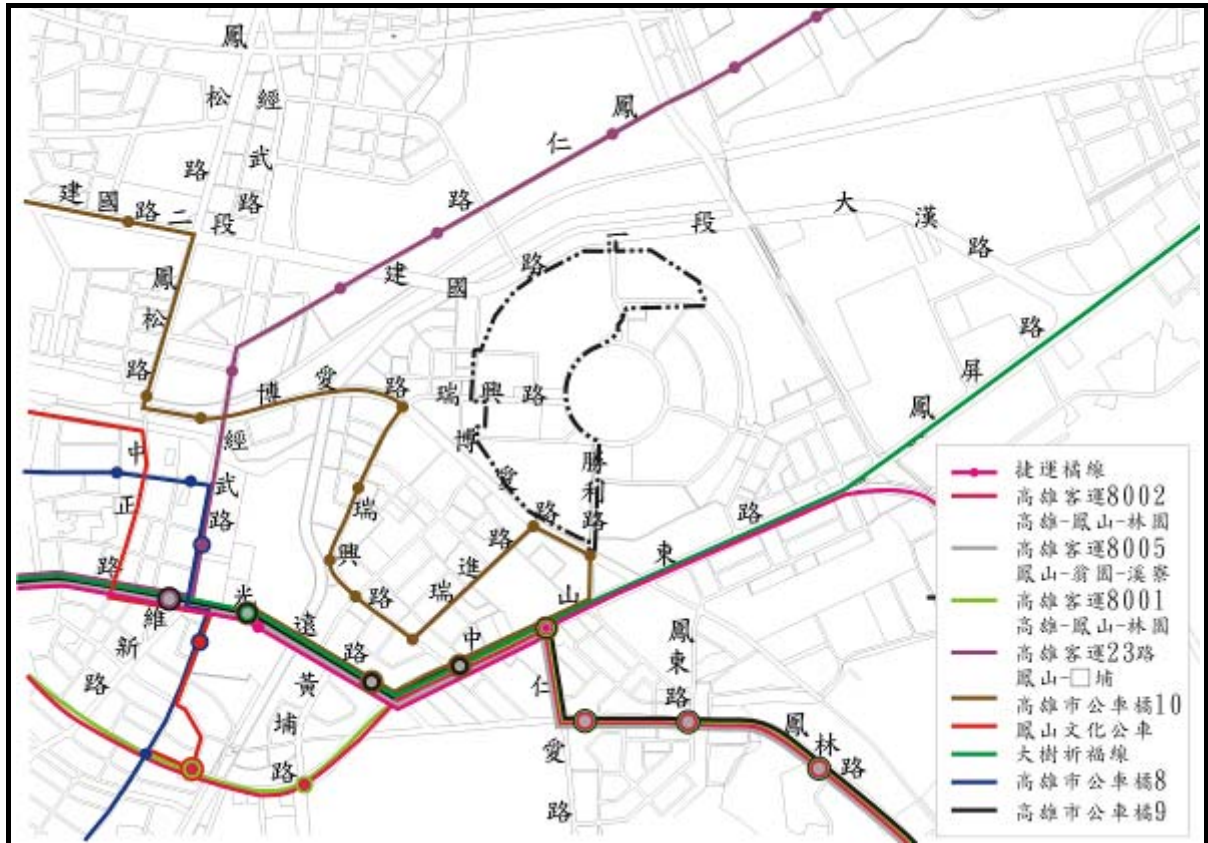 鳳松路
經武路
鳳仁路
建國路二段
鳳松路
建國路一段
大漢路
博愛路
瑞興路
博愛路
勝利路
鳳屏路
經武路
中正路
光遠路
瑞興路
瑞進路
中山東路
維新路
黃埔路
仁愛路
鳳東路
鳳林路
捷運橘線
高雄客運8002
高雄-鳳山-林園
高雄客運8005
鳳山-翁園-溪寮
高雄客運8001
高雄-鳳山-林園
高雄客運23路
鳳山-□埔
高雄市公車橘10
鳳山文化公車
大樹祈福線
高雄市公車橘8
高雄市公車橘9